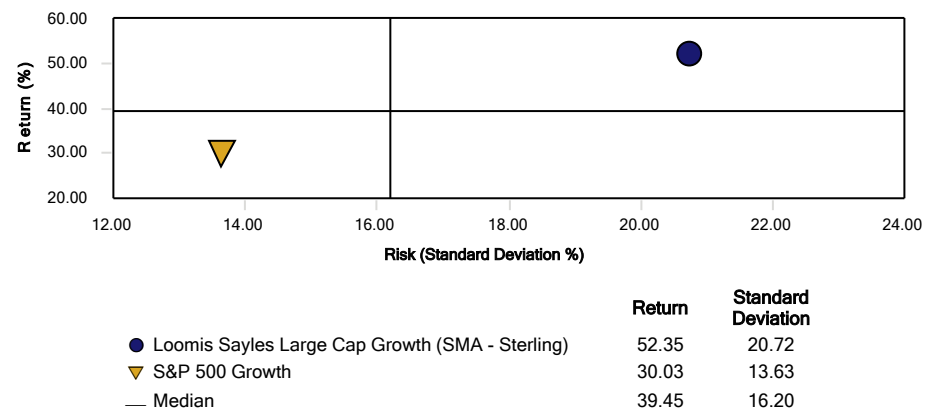 60.00
50.00
40.00
30.00
20.00
Return (%)
12.00 14.00 16.00 18.00 20.00 22.00 24.00
Risk (Standard Deviation %)
Return Standard Deviation
Loomis Sayles Large Cap Growth (SMA - Sterling) 52.35 20.72
S&P 500 Growth 30.03 13.63
Median 39.45 16.20